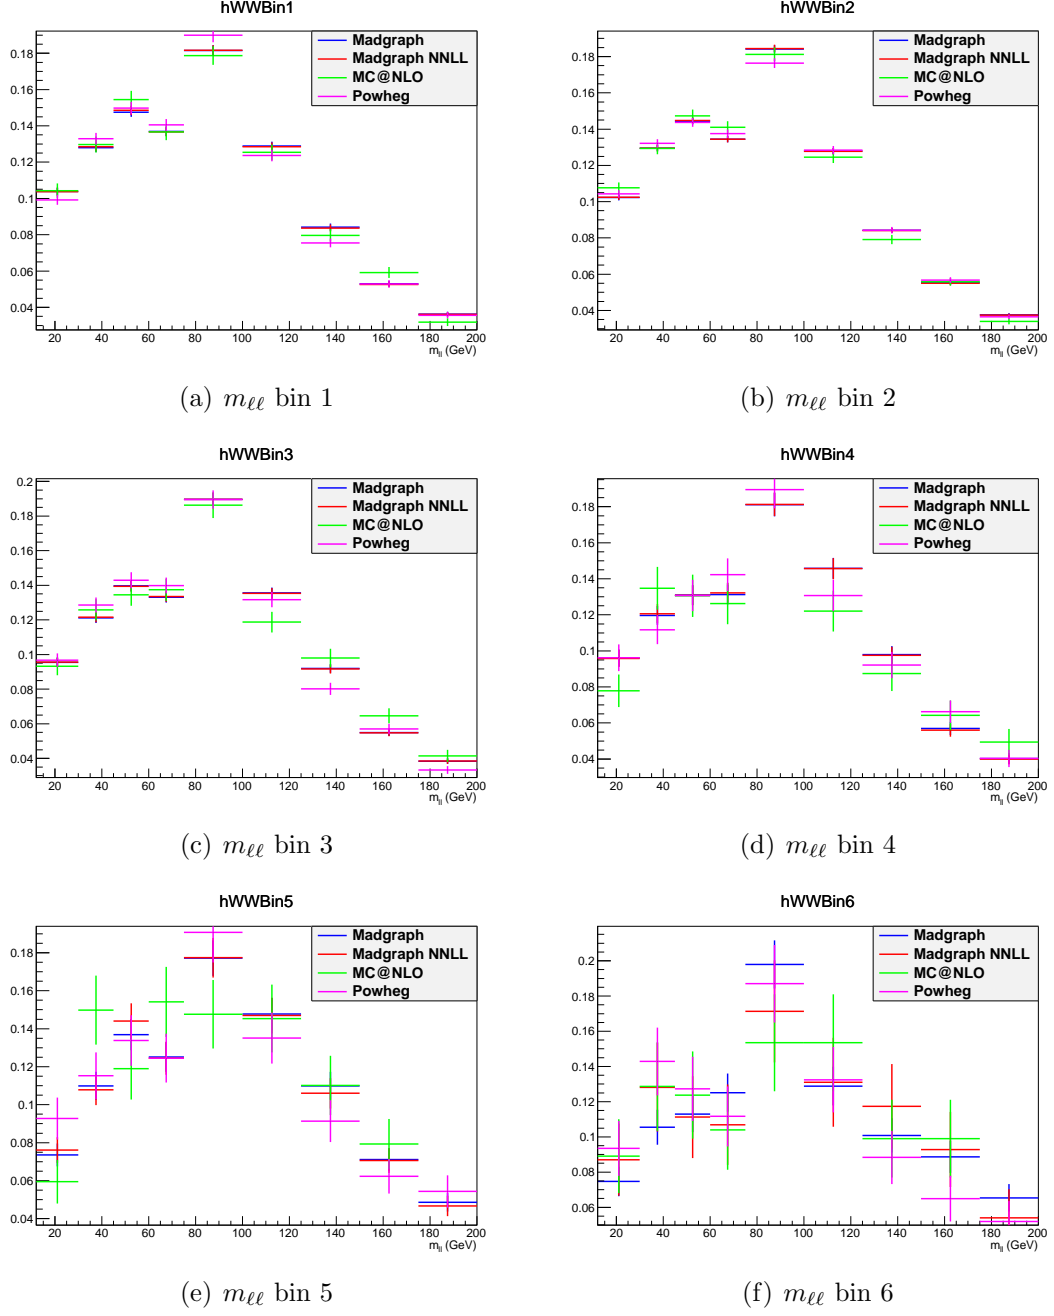 hWWBin1
Madgraph
Madgraph NNLL
MC@NLO
Powheg
0.18
0.16
0.14
0.12
0.1
0.08
0.06
0.04
20 40 60 80 100 120 140 160 180 200
m_ll (GeV)
(a) mℓℓ bin 1
hWWBin2
Madgraph
Madgraph NNLL
MC@NLO
Powheg
0.18
0.16
0.14
0.12
0.1
0.08
0.06
0.04
20 40 60 80 100 120 140 160 180 200
m_ll (GeV)
(b) mℓℓ bin 2
hWWBin3
Madgraph
Madgraph NNLL
MC@NLO
Powheg
0.2
0.18
0.16
0.14
0.12
0.1
0.08
0.06
0.04
20 40 60 80 100 120 140 160 180 200
m_ll (GeV)
(c) mℓℓ bin 3
hWWBin4
Madgraph
Madgraph NNLL
MC@NLO
Powheg
0.18
0.16
0.14
0.12
0.1
0.08
0.06
0.04
20 40 60 80 100 120 140 160 180 200
m_ll (GeV)
(d) mℓℓ bin 4
hWWBin5
Madgraph
Madgraph NNLL
MC@NLO
Powheg
0.18
0.16
0.14
0.12
0.1
0.08
0.06
0.04
20 40 60 80 100 120 140 160 180 200
m_ll (GeV)
(e) mℓℓ bin 5
hWWBin6
Madgraph
Madgraph NNLL
MC@NLO
Powheg
0.2
0.18
0.16
0.14
0.12
0.1
0.08
0.06
20 40 60 80 100 120 140 160 180 200
m_ll (GeV)
(f) mℓℓ bin 6